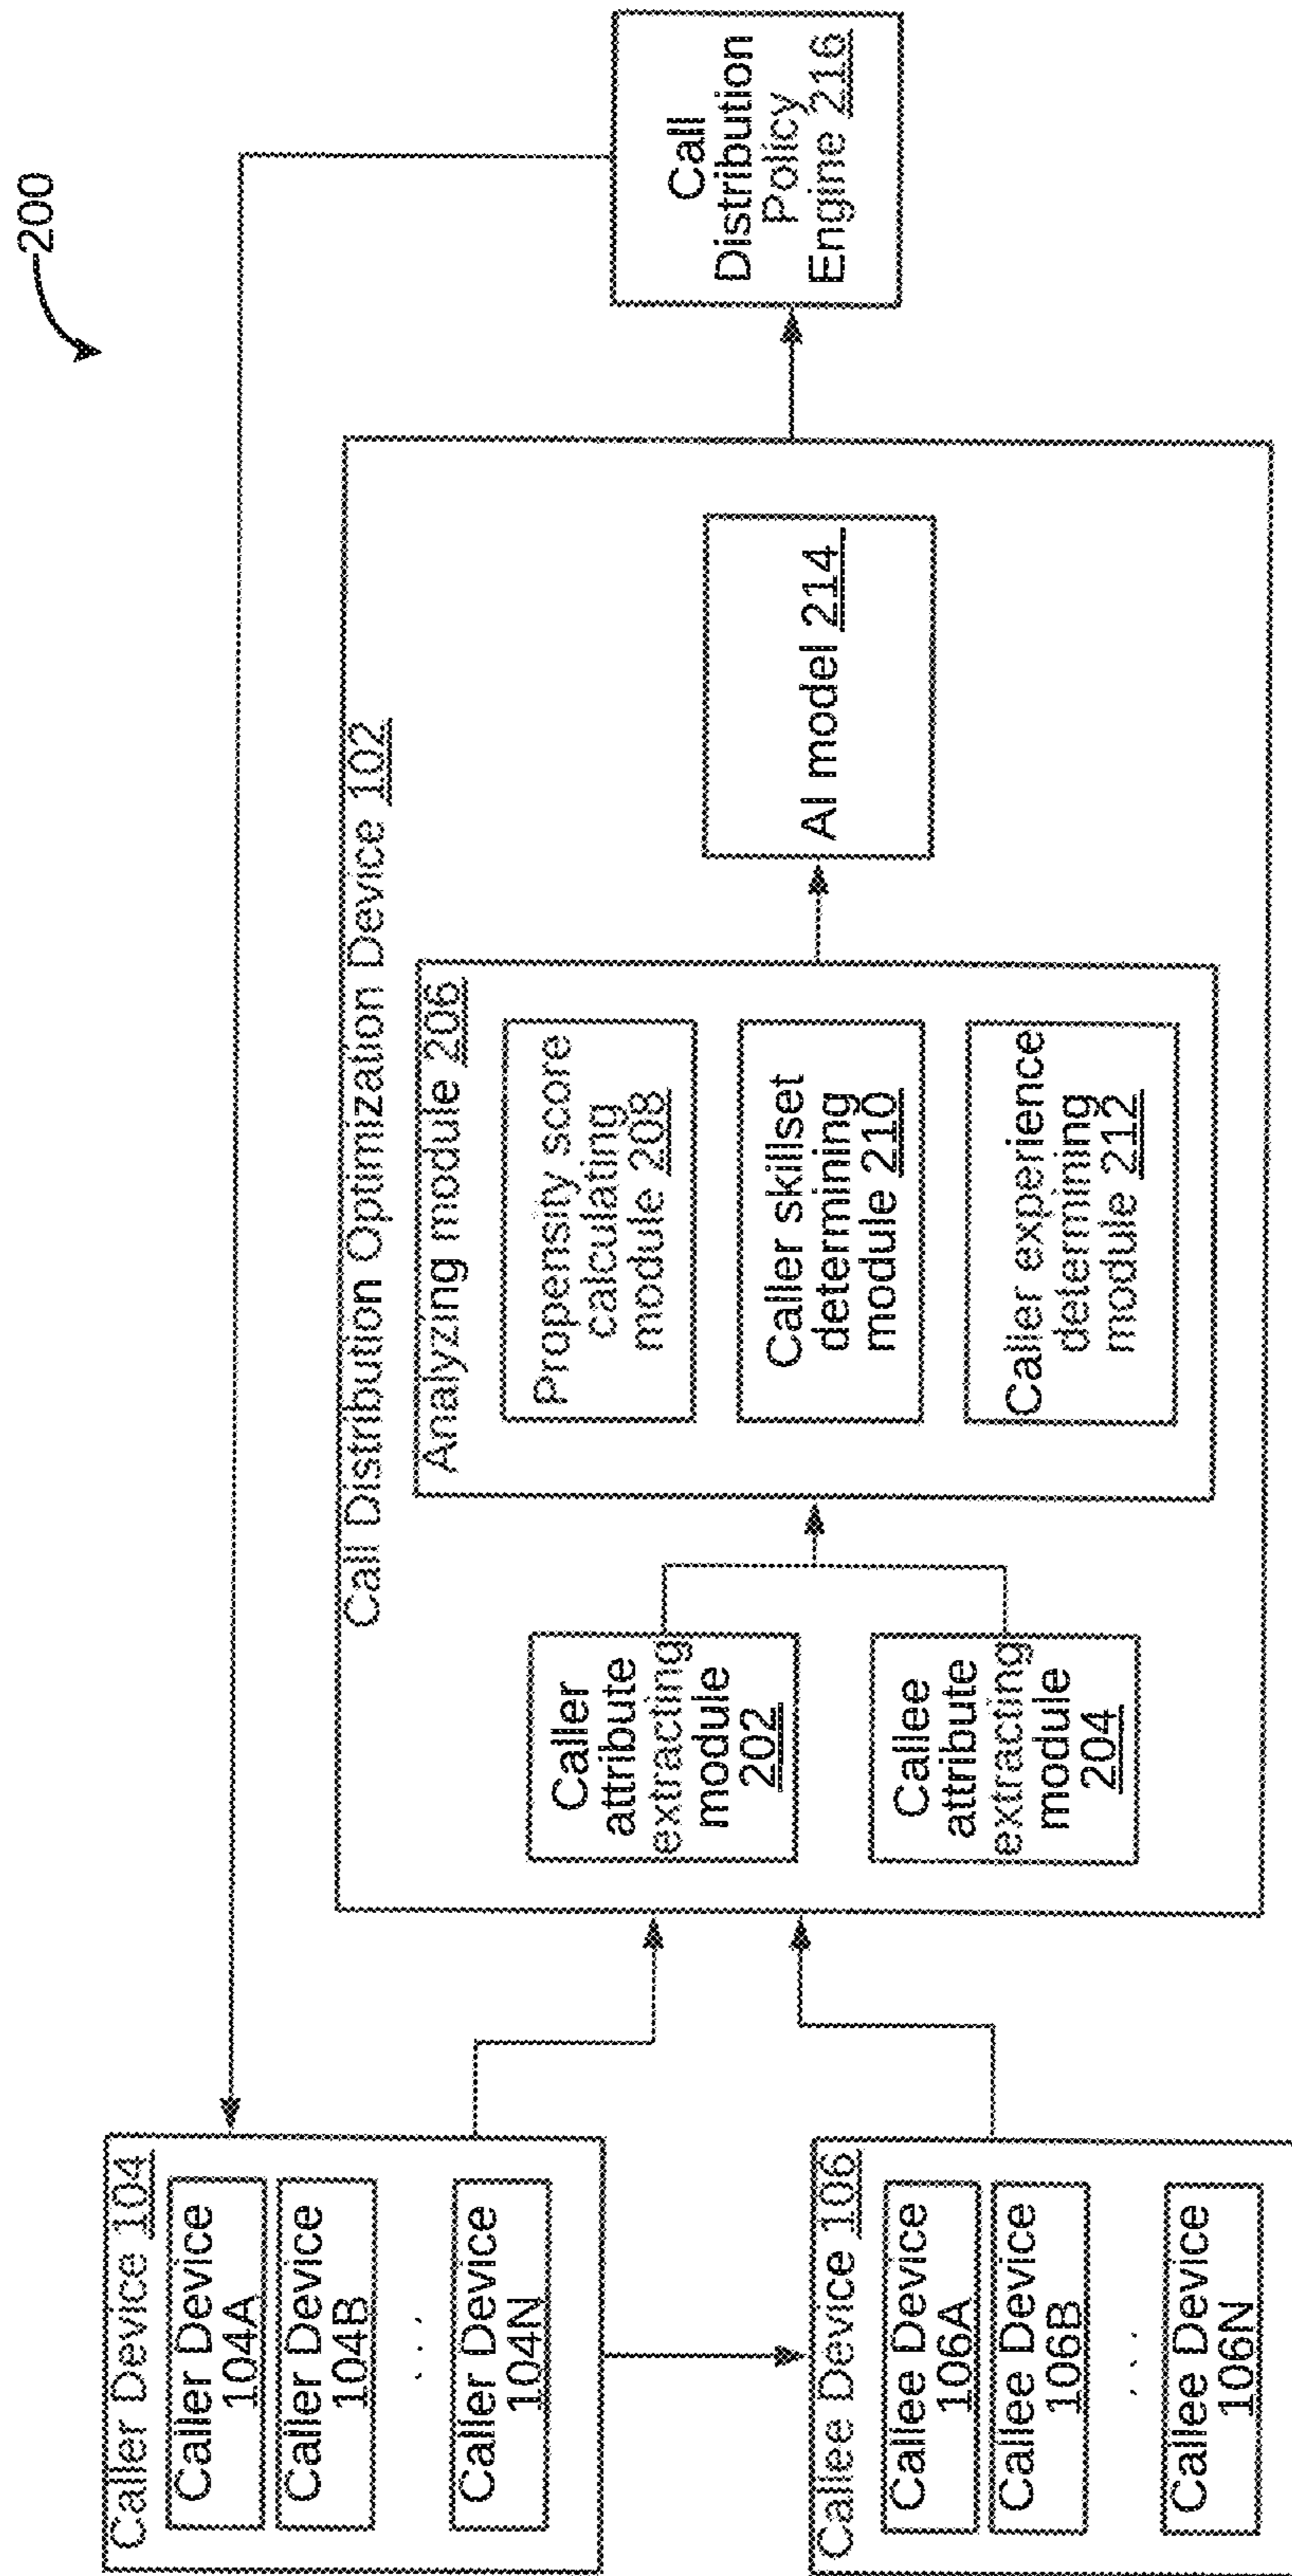 200
Caller Device 104
Caller Device
104A
Caller Device
104B
...
Caller Device
104N
Callee Device 106
Callee Device
106A
Callee Device
106B
...
Callee Device
106N
Call Distribution Optimization Device 102
Caller
attribute
extracting
module
202
Callee
attribute
extracting
module
204
Analyzing module 206
Propensity score
calculating
module 208
Caller skillset
determining
module 210
Caller experience
determining
module 212
AI model 214
Call
Distribution
Policy
Engine 216